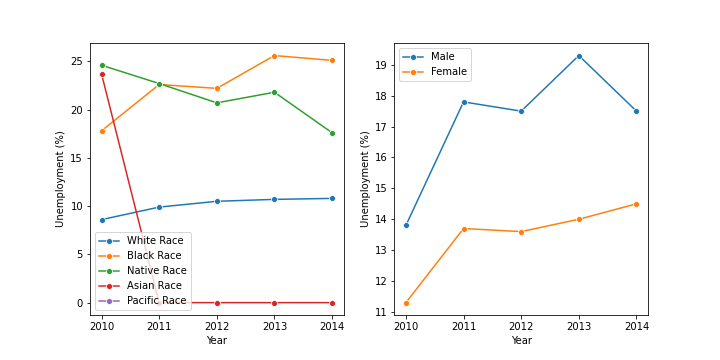 25
20
15
10
5
0
Unemployment (%)
White Race
Black Race
Native Race
Asian Race
Pacific Race
2010 2011 2012 2013 2014
Year
19
18
17
16
15
14
13
12
11
Unemployment (%)
Male
Female
2010 2011 2012 2013 2014
Year